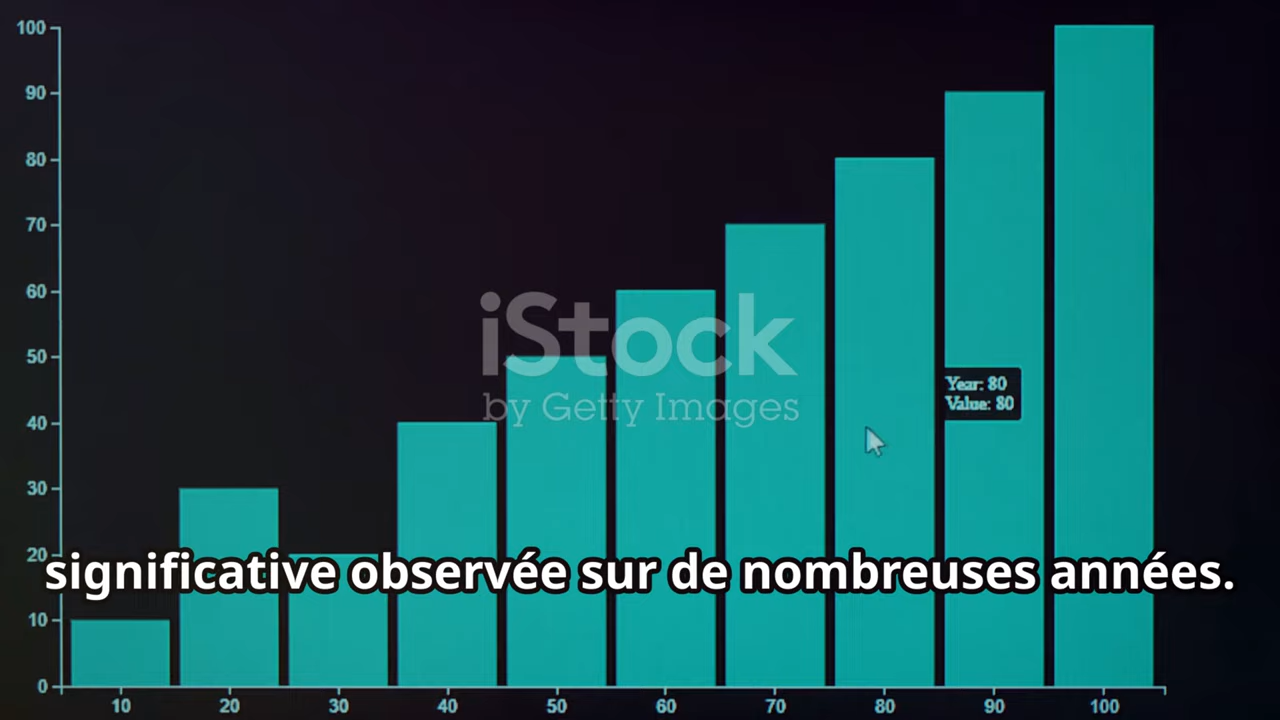 100
90
80
70
60
50
40
30
20
10
0
iStock
by Getty Images
Year: 80
Value: 80
significative observée sur de nombreuses années.
10 20 30 40 50 60 70 80 90 100